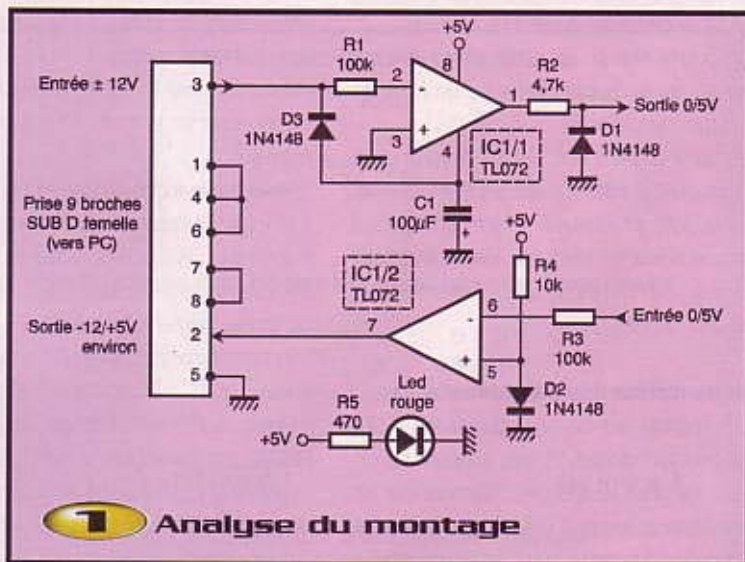 +5V
R1
100k
R2
4,7k
Entrée ± 12V
3
2
8
-
+
3
4
1
Sortie 0/5V
D3
1N4148
D1
1N4148
IC1/1
TL072
1
4
6
7
8
2
5
Prise 9 broches
SUB D femelle
(vers PC)
C1
100µF
+
+5V
IC1/2
TL072
R4
10k
7
6
-
+
5
R3
100k
Entrée 0/5V
Sortie -12/+5V
environ
D2
1N4148
Led
rouge
R5
470
+5V
1 Analyse du montage